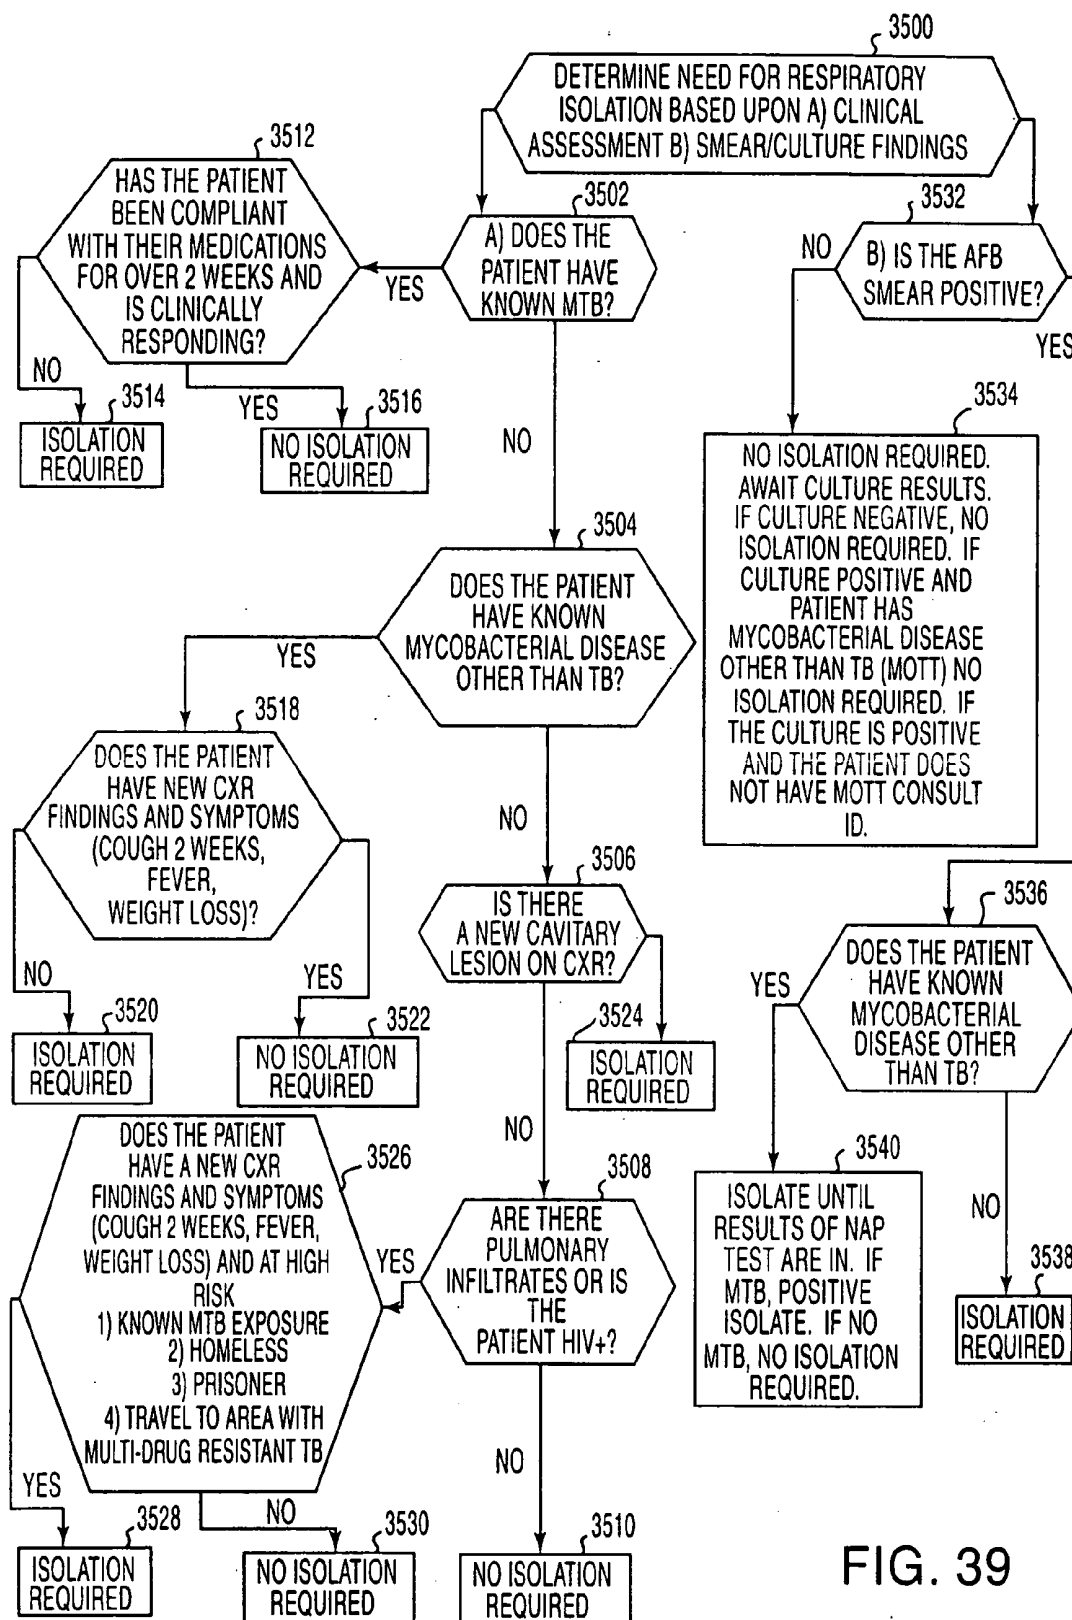 3500
DETERMINE NEED FOR RESPIRATORY
ISOLATION BASED UPON A) CLINICAL
ASSESSMENT B) SMEAR/CULTURE FINDINGS
3512
HAS THE PATIENT
BEEN COMPLIANT
WITH THEIR MEDICATIONS
FOR OVER 2 WEEKS AND
IS CLINICALLY
RESPONDING?
3502
A) DOES THE
PATIENT HAVE
KNOWN MTB?
YES
3532
B) IS THE AFB
SMEAR POSITIVE?
NO
YES
NO
3514
ISOLATION
REQUIRED
YES
3516
NO ISOLATION
REQUIRED
NO
3534
NO ISOLATION REQUIRED.
AWAIT CULTURE RESULTS.
IF CULTURE NEGATIVE, NO
ISOLATION REQUIRED. IF
CULTURE POSITIVE AND
PATIENT HAS
MYCOBACTERIAL DISEASE
OTHER THAN TB (MOTT) NO
ISOLATION REQUIRED. IF
THE CULTURE IS POSITIVE
AND THE PATIENT DOES
NOT HAVE MOTT CONSULT
ID.
3504
DOES THE PATIENT
HAVE KNOWN
MYCOBACTERIAL DISEASE
OTHER THAN TB?
YES
3518
DOES THE PATIENT
HAVE NEW CXR
FINDINGS AND SYMPTOMS
(COUGH 2 WEEKS,
FEVER,
WEIGHT LOSS)?
NO
3506
IS THERE
A NEW CAVITARY
LESION ON CXR?
3536
DOES THE PATIENT
HAVE KNOWN
MYCOBACTERIAL
DISEASE OTHER
THAN TB?
YES
NO
3520
ISOLATION
REQUIRED
YES
3522
NO ISOLATION
REQUIRED
3524
ISOLATION
REQUIRED
NO
3526
DOES THE PATIENT
HAVE A NEW CXR
FINDINGS AND SYMPTOMS
(COUGH 2 WEEKS, FEVER,
WEIGHT LOSS) AND AT HIGH
RISK
1) KNOWN MTB EXPOSURE
2) HOMELESS
3) PRISONER
4) TRAVEL TO AREA WITH
MULTI-DRUG RESISTANT TB
YES
3508
ARE THERE
PULMONARY
INFILTRATES OR IS
THE
PATIENT HIV+?
3540
ISOLATE UNTIL
RESULTS OF NAP
TEST ARE IN. IF
MTB, POSITIVE
ISOLATE. IF NO
MTB, NO ISOLATION
REQUIRED.
NO
3538
ISOLATION
REQUIRED
YES
3528
ISOLATION
REQUIRED
NO
3530
NO ISOLATION
REQUIRED
NO
3510
NO ISOLATION
REQUIRED
FIG. 39